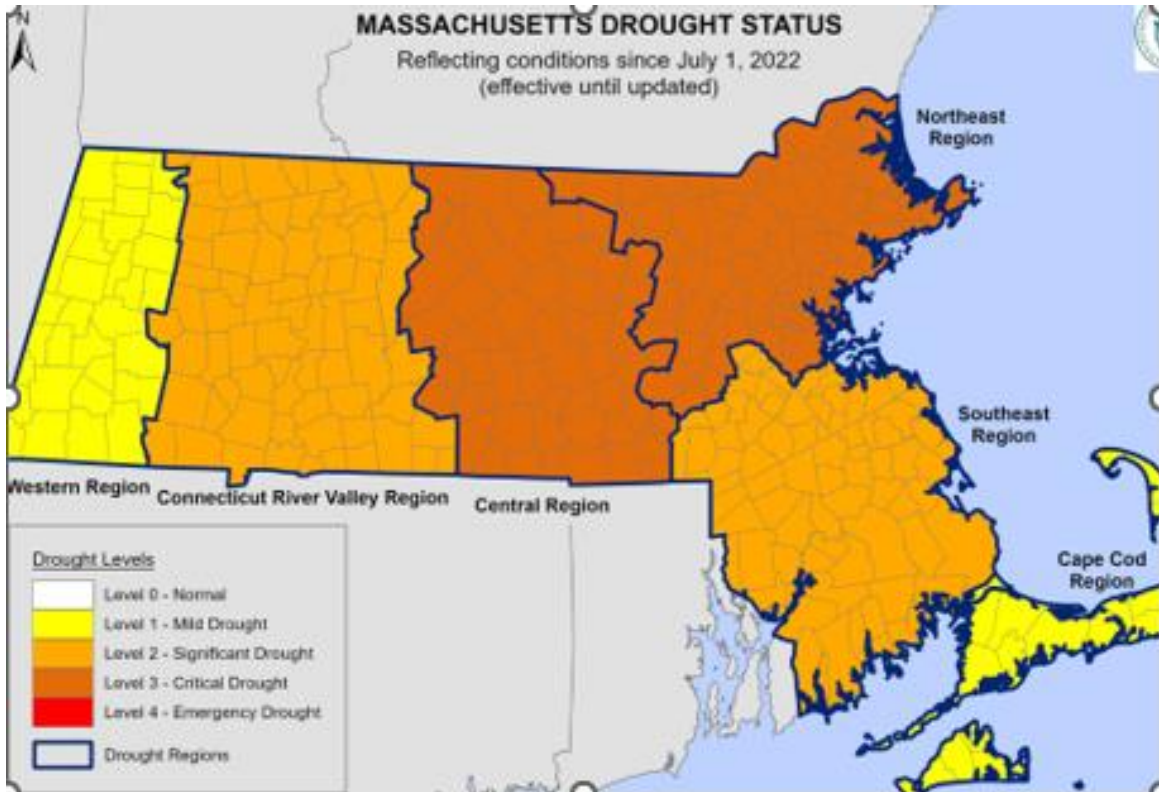 N
MASSACHUSETTS DROUGHT STATUS
Reflecting conditions since July 1, 2022
(effective until updated)
Northeast
Region
Southeast
Region
Western Region
Connecticut River Valley Region
Central Region
Cape Cod
Region
Drought Levels
Level 0 - Normal
Level 1 - Mild Drought
Level 2 - Significant Drought
Level 3 - Critical Drought
Level 4 - Emergency Drought
Drought Regions